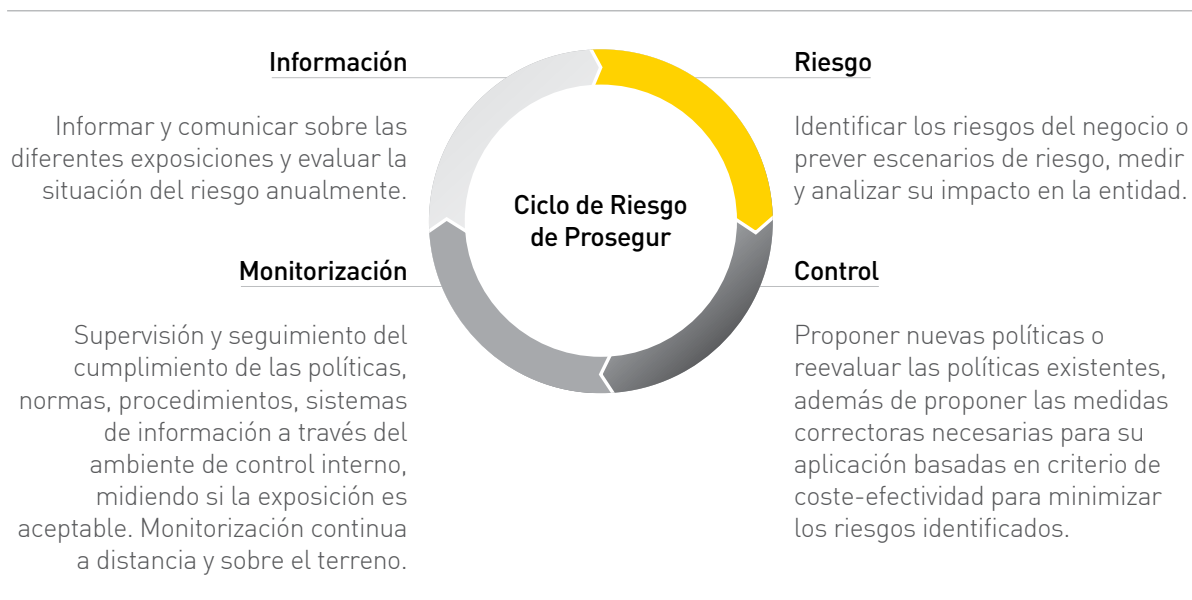 Información
Informar y comunicar sobre las
diferentes exposiciones y evaluar la
situación del riesgo anualmente.
Riesgo
Identificar los riesgos del negocio o
prever escenarios de riesgo, medir
y analizar su impacto en la entidad.
Ciclo de Riesgo
de Prosegur
Monitorización
Supervisión y seguimiento del
cumplimiento de las políticas,
normas, procedimientos, sistemas
de información a través del
ambiente de control interno,
midiendo si la exposición es
aceptable. Monitorización continua
a distancia y sobre el terreno.
Control
Proponer nuevas políticas o
reevaluar las políticas existentes,
además de proponer las medidas
correctoras necesarias para su
aplicación basadas en criterio de
coste-efectividad para minimizar
los riesgos identificados.